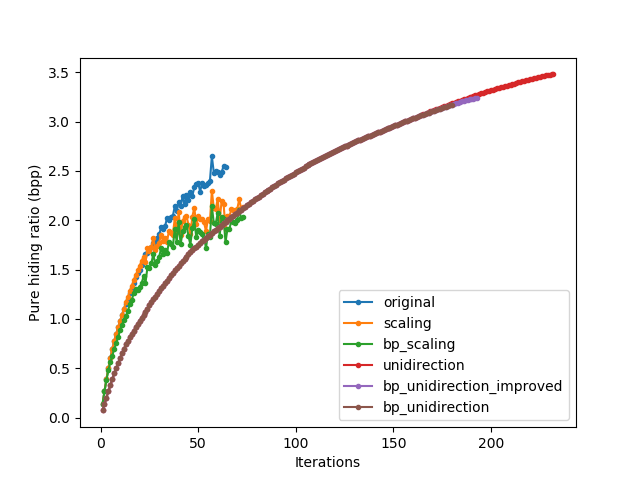 3.5
3.0
2.5
2.0
1.5
1.0
0.5
0.0
Pure hiding ratio (bpp)
0
50
100
150
200
Iterations
original
scaling
bp_scaling
unidirection
bp_unidirection_improved
bp_unidirection